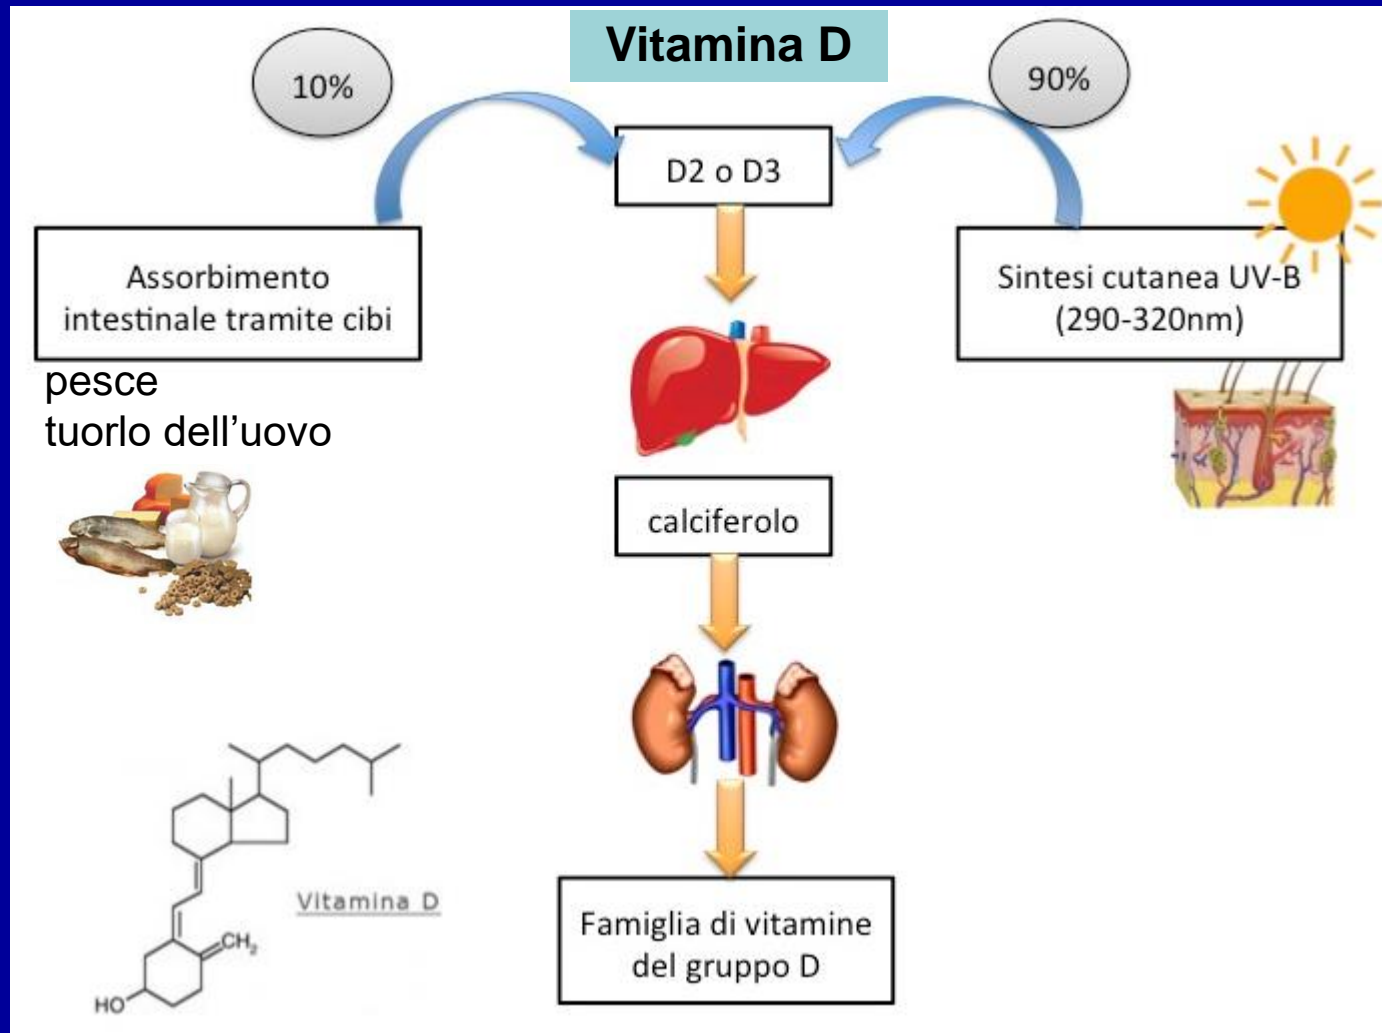 Vitamina D
10%
90%
D2 o D3
Assorbimento
intestinale tramite cibi
Sintesi cutanea UV-B
(290-320nm)
pesce
tuorlo dell’uovo
calciferolo
Vitamina D
CH2
HO
Famiglia di vitamine
del gruppo D